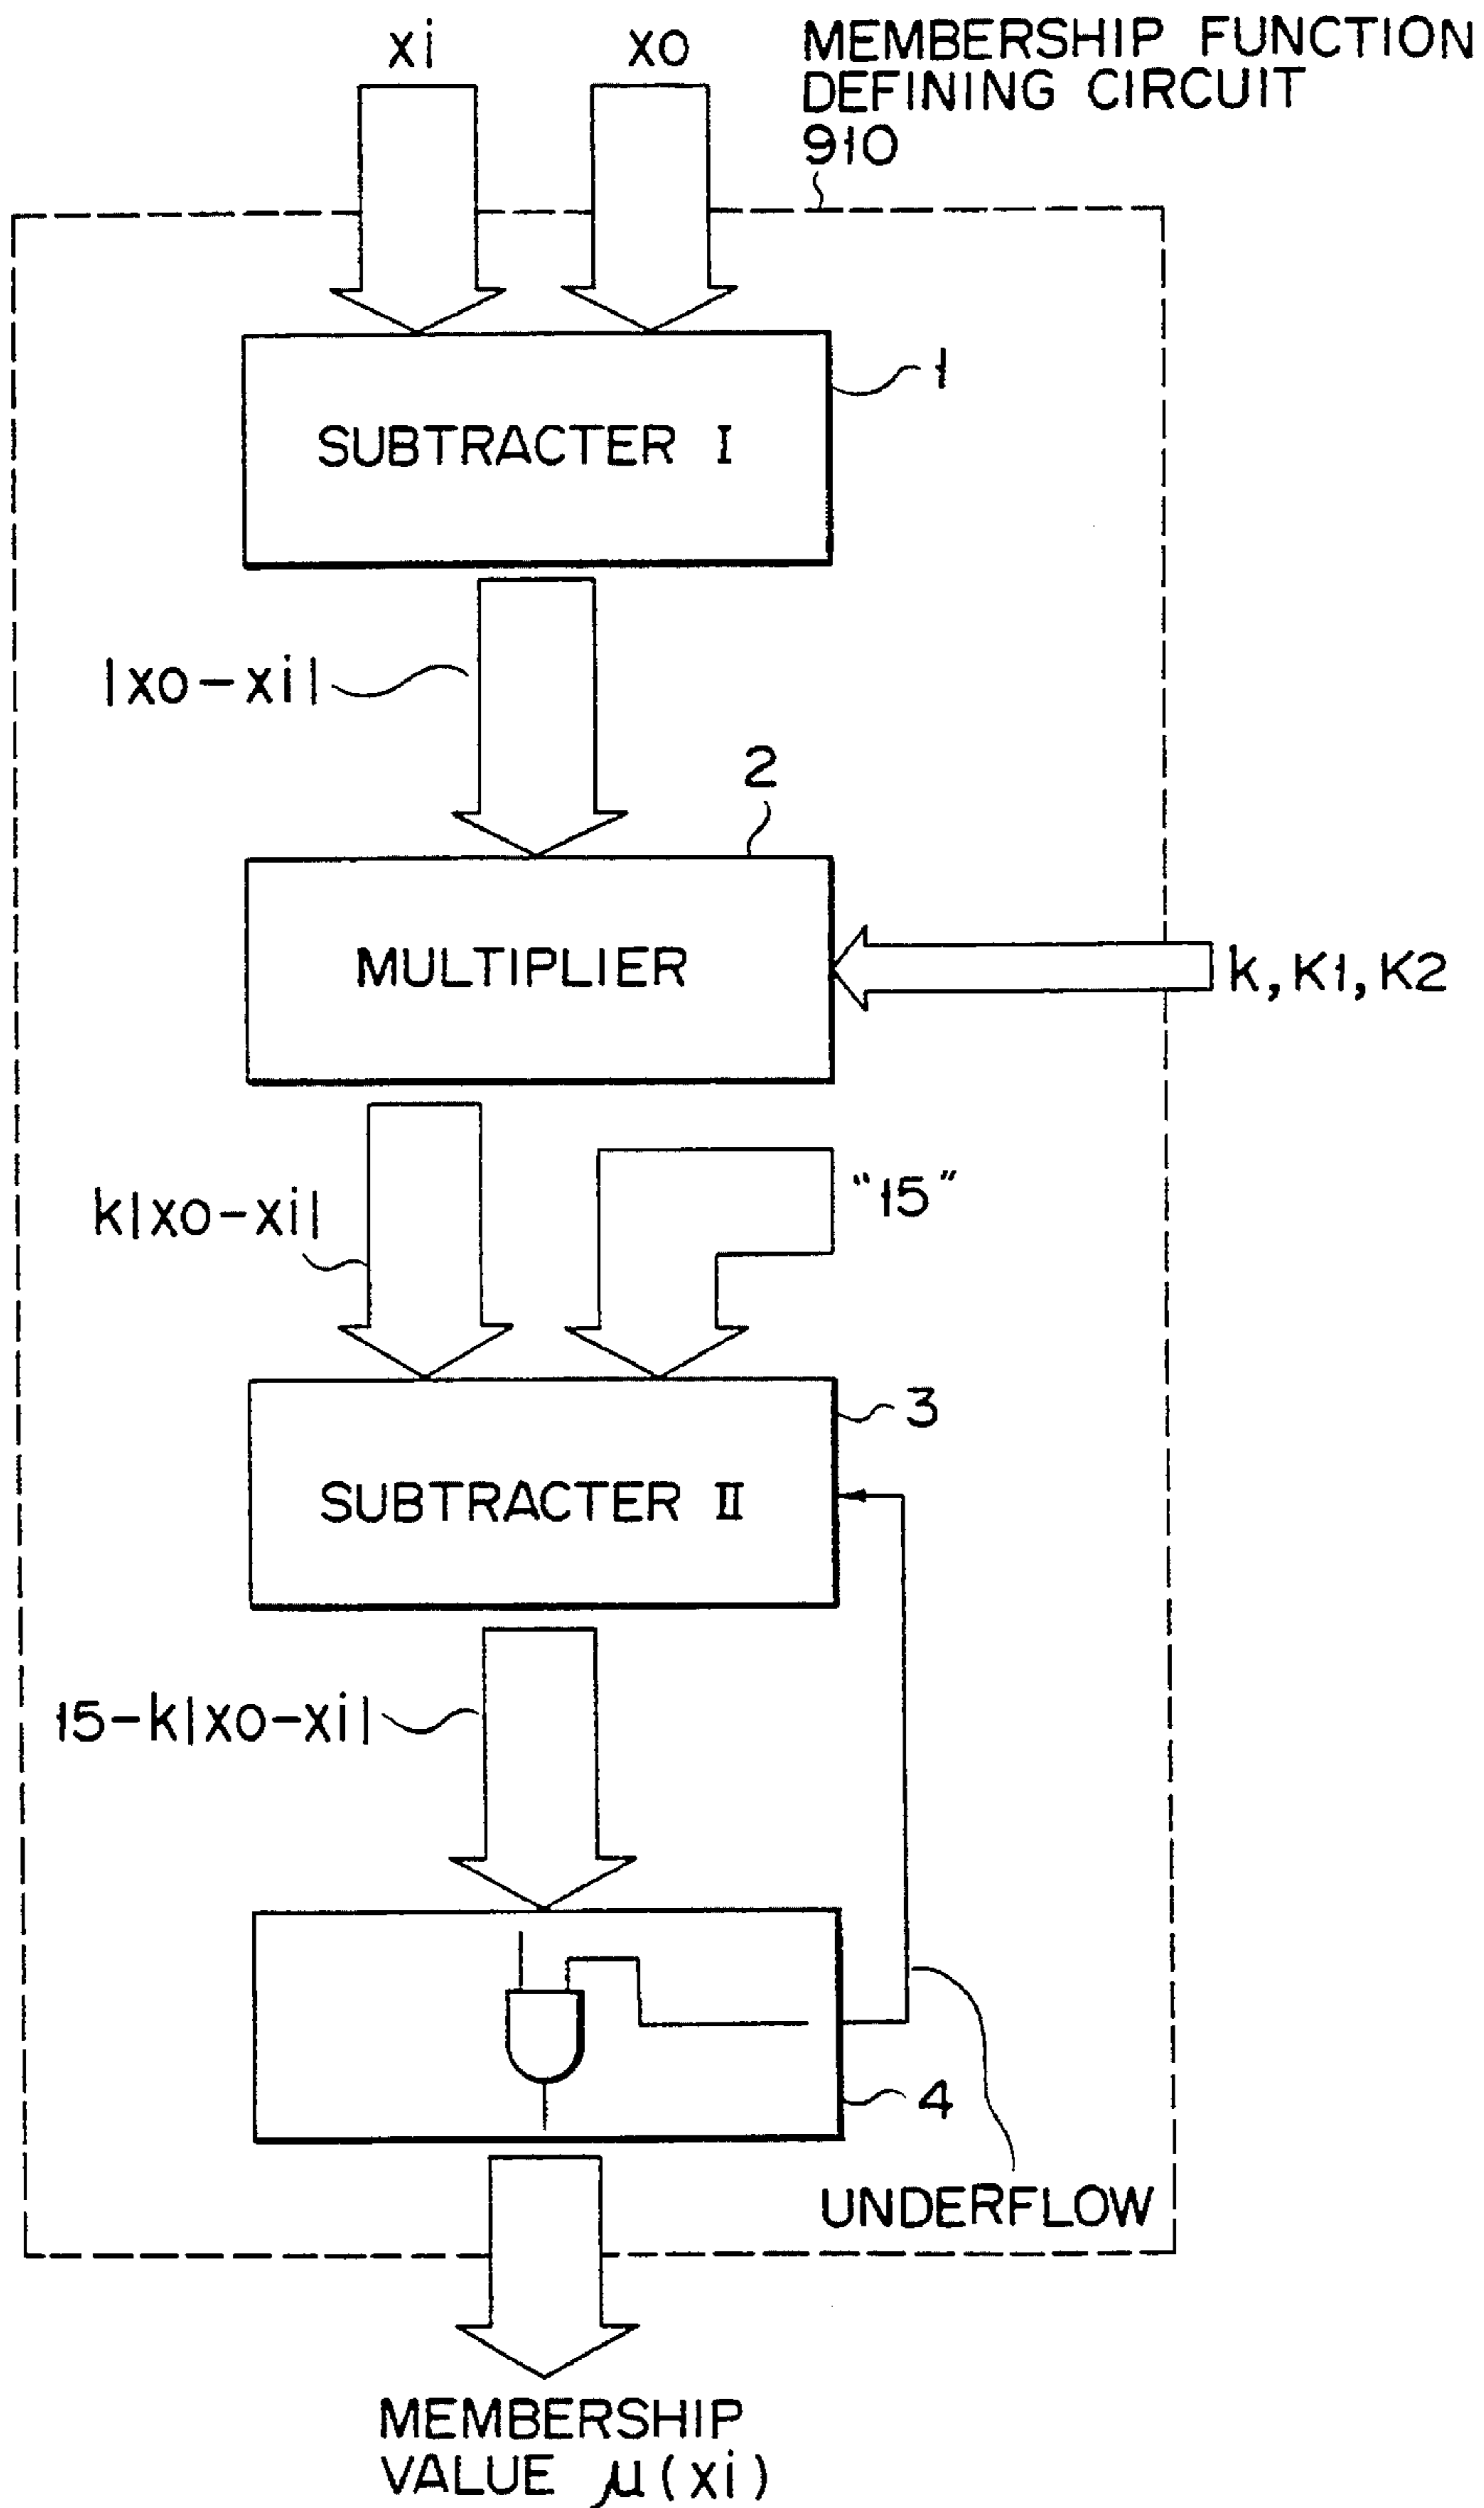 xi
xo
MEMBERSHIP FUNCTION
DEFINING CIRCUIT
910
1
SUBTRACTER I
|xo-xi|
2
MULTIPLIER
k, K1, K2
k|xo-xi|
"15"
3
SUBTRACTER II
15-k|xo-xi|
4
UNDERFLOW
MEMBERSHIP
VALUE μ(xi)